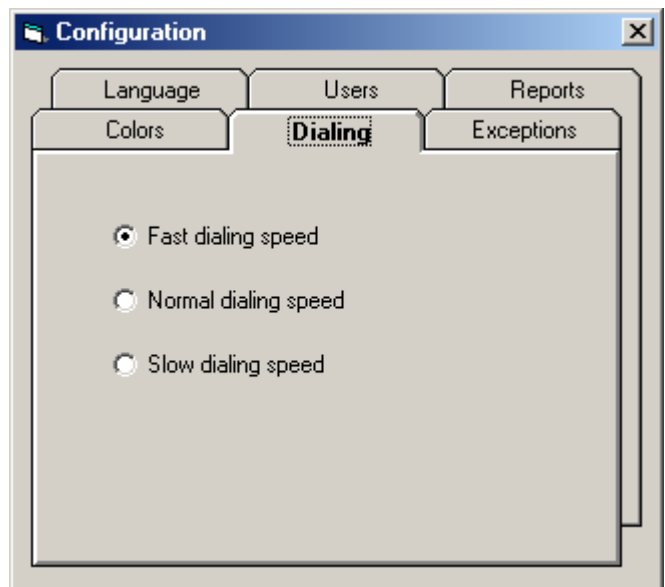 Configuration
Language Users Reports
Colors Dialing Exceptions
Fast dialing speed
Normal dialing speed
Slow dialing speed